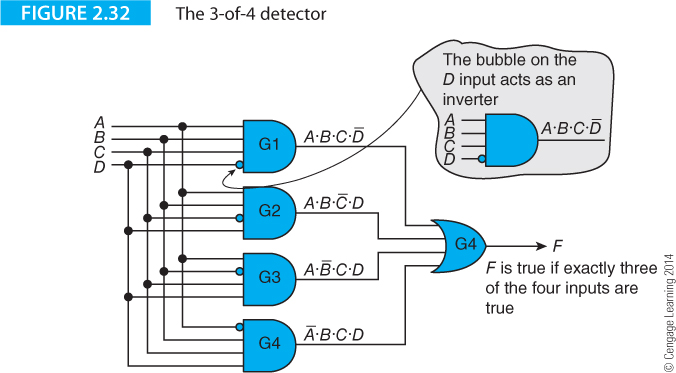 FIGURE 2.32 The 3-of-4 detector
The bubble on the
D input acts as an
inverter
A
B
C
D
A·B·C·D̅
A
B
C
D
G1
A·B·C·D̅
G2
A·B·C̅·D
G3
A·B̅·C·D
G4
A̅·B·C·D
G4
F
F is true if exactly three
of the four inputs are
true
© Cengage Learning 2014